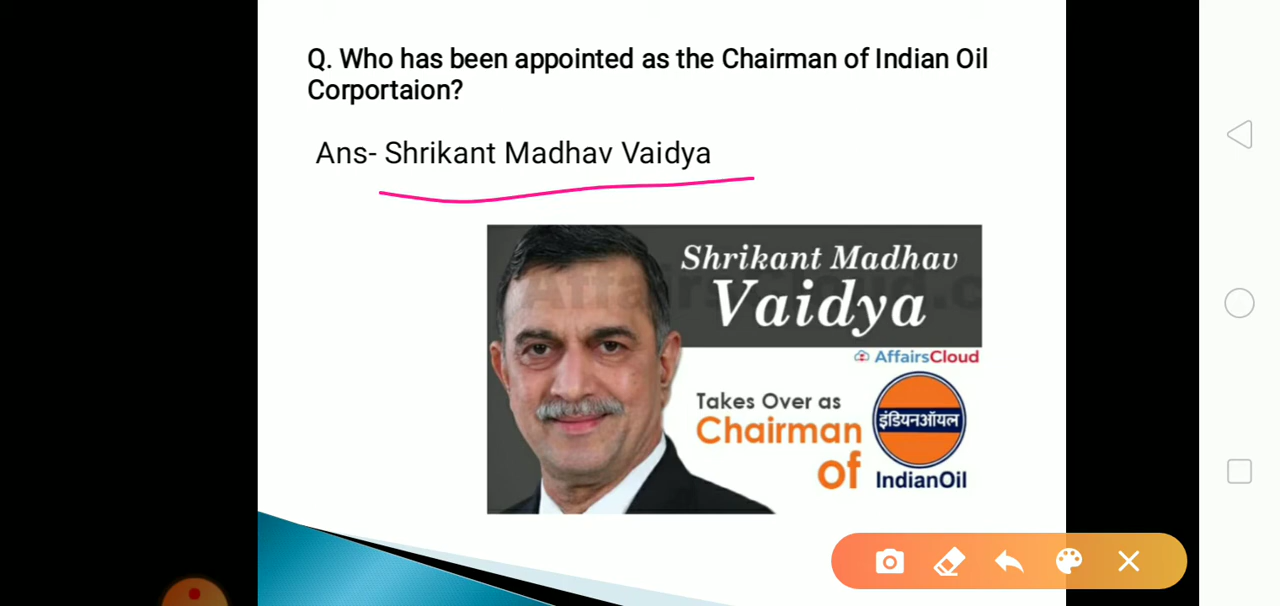 Q. Who has been appointed as the Chairman of Indian Oil
Corportaion?
Ans- Shrikant Madhav Vaidya
Shrikant Madhav
Vaidya
AffairsCloud
Takes Over as
Chairman
of
इंडियनऑयल
IndianOil